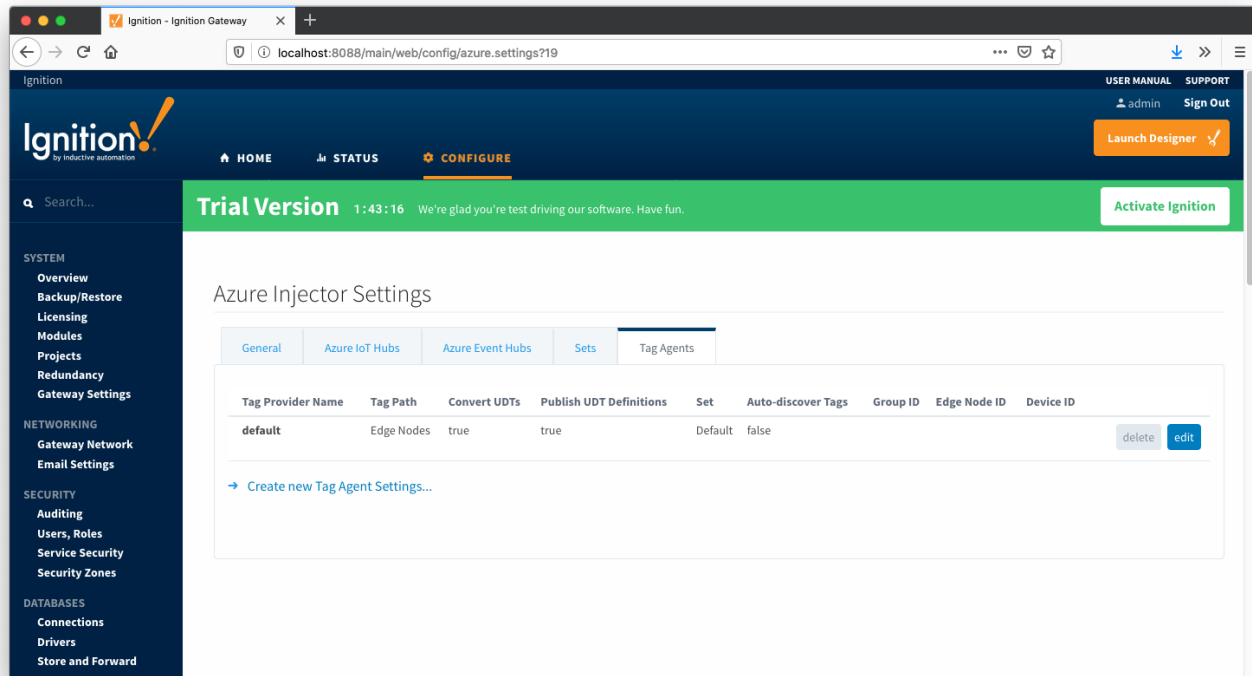 Ignition - Ignition Gateway
localhost:8088/main/web/config/azure.settings?19
Ignition
USER MANUAL SUPPORT
admin Sign Out
Ignition!
by inductive automation
Launch Designer
HOME STATUS CONFIGURE
Search...
Trial Version 1:43:16 We're glad you're test driving our software. Have fun.
Activate Ignition
SYSTEM
Overview
Backup/Restore
Licensing
Modules
Projects
Redundancy
Gateway Settings
NETWORKING
Gateway Network
Email Settings
SECURITY
Auditing
Users, Roles
Service Security
Security Zones
DATABASES
Connections
Drivers
Store and Forward
Azure Injector Settings
General Azure IoT Hubs Azure Event Hubs Sets Tag Agents
Tag Provider Name Tag Path Convert UDTs Publish UDT Definitions Set Auto-discover Tags Group ID Edge Node ID Device ID
default Edge Nodes true true Default false
delete edit
Create new Tag Agent Settings...